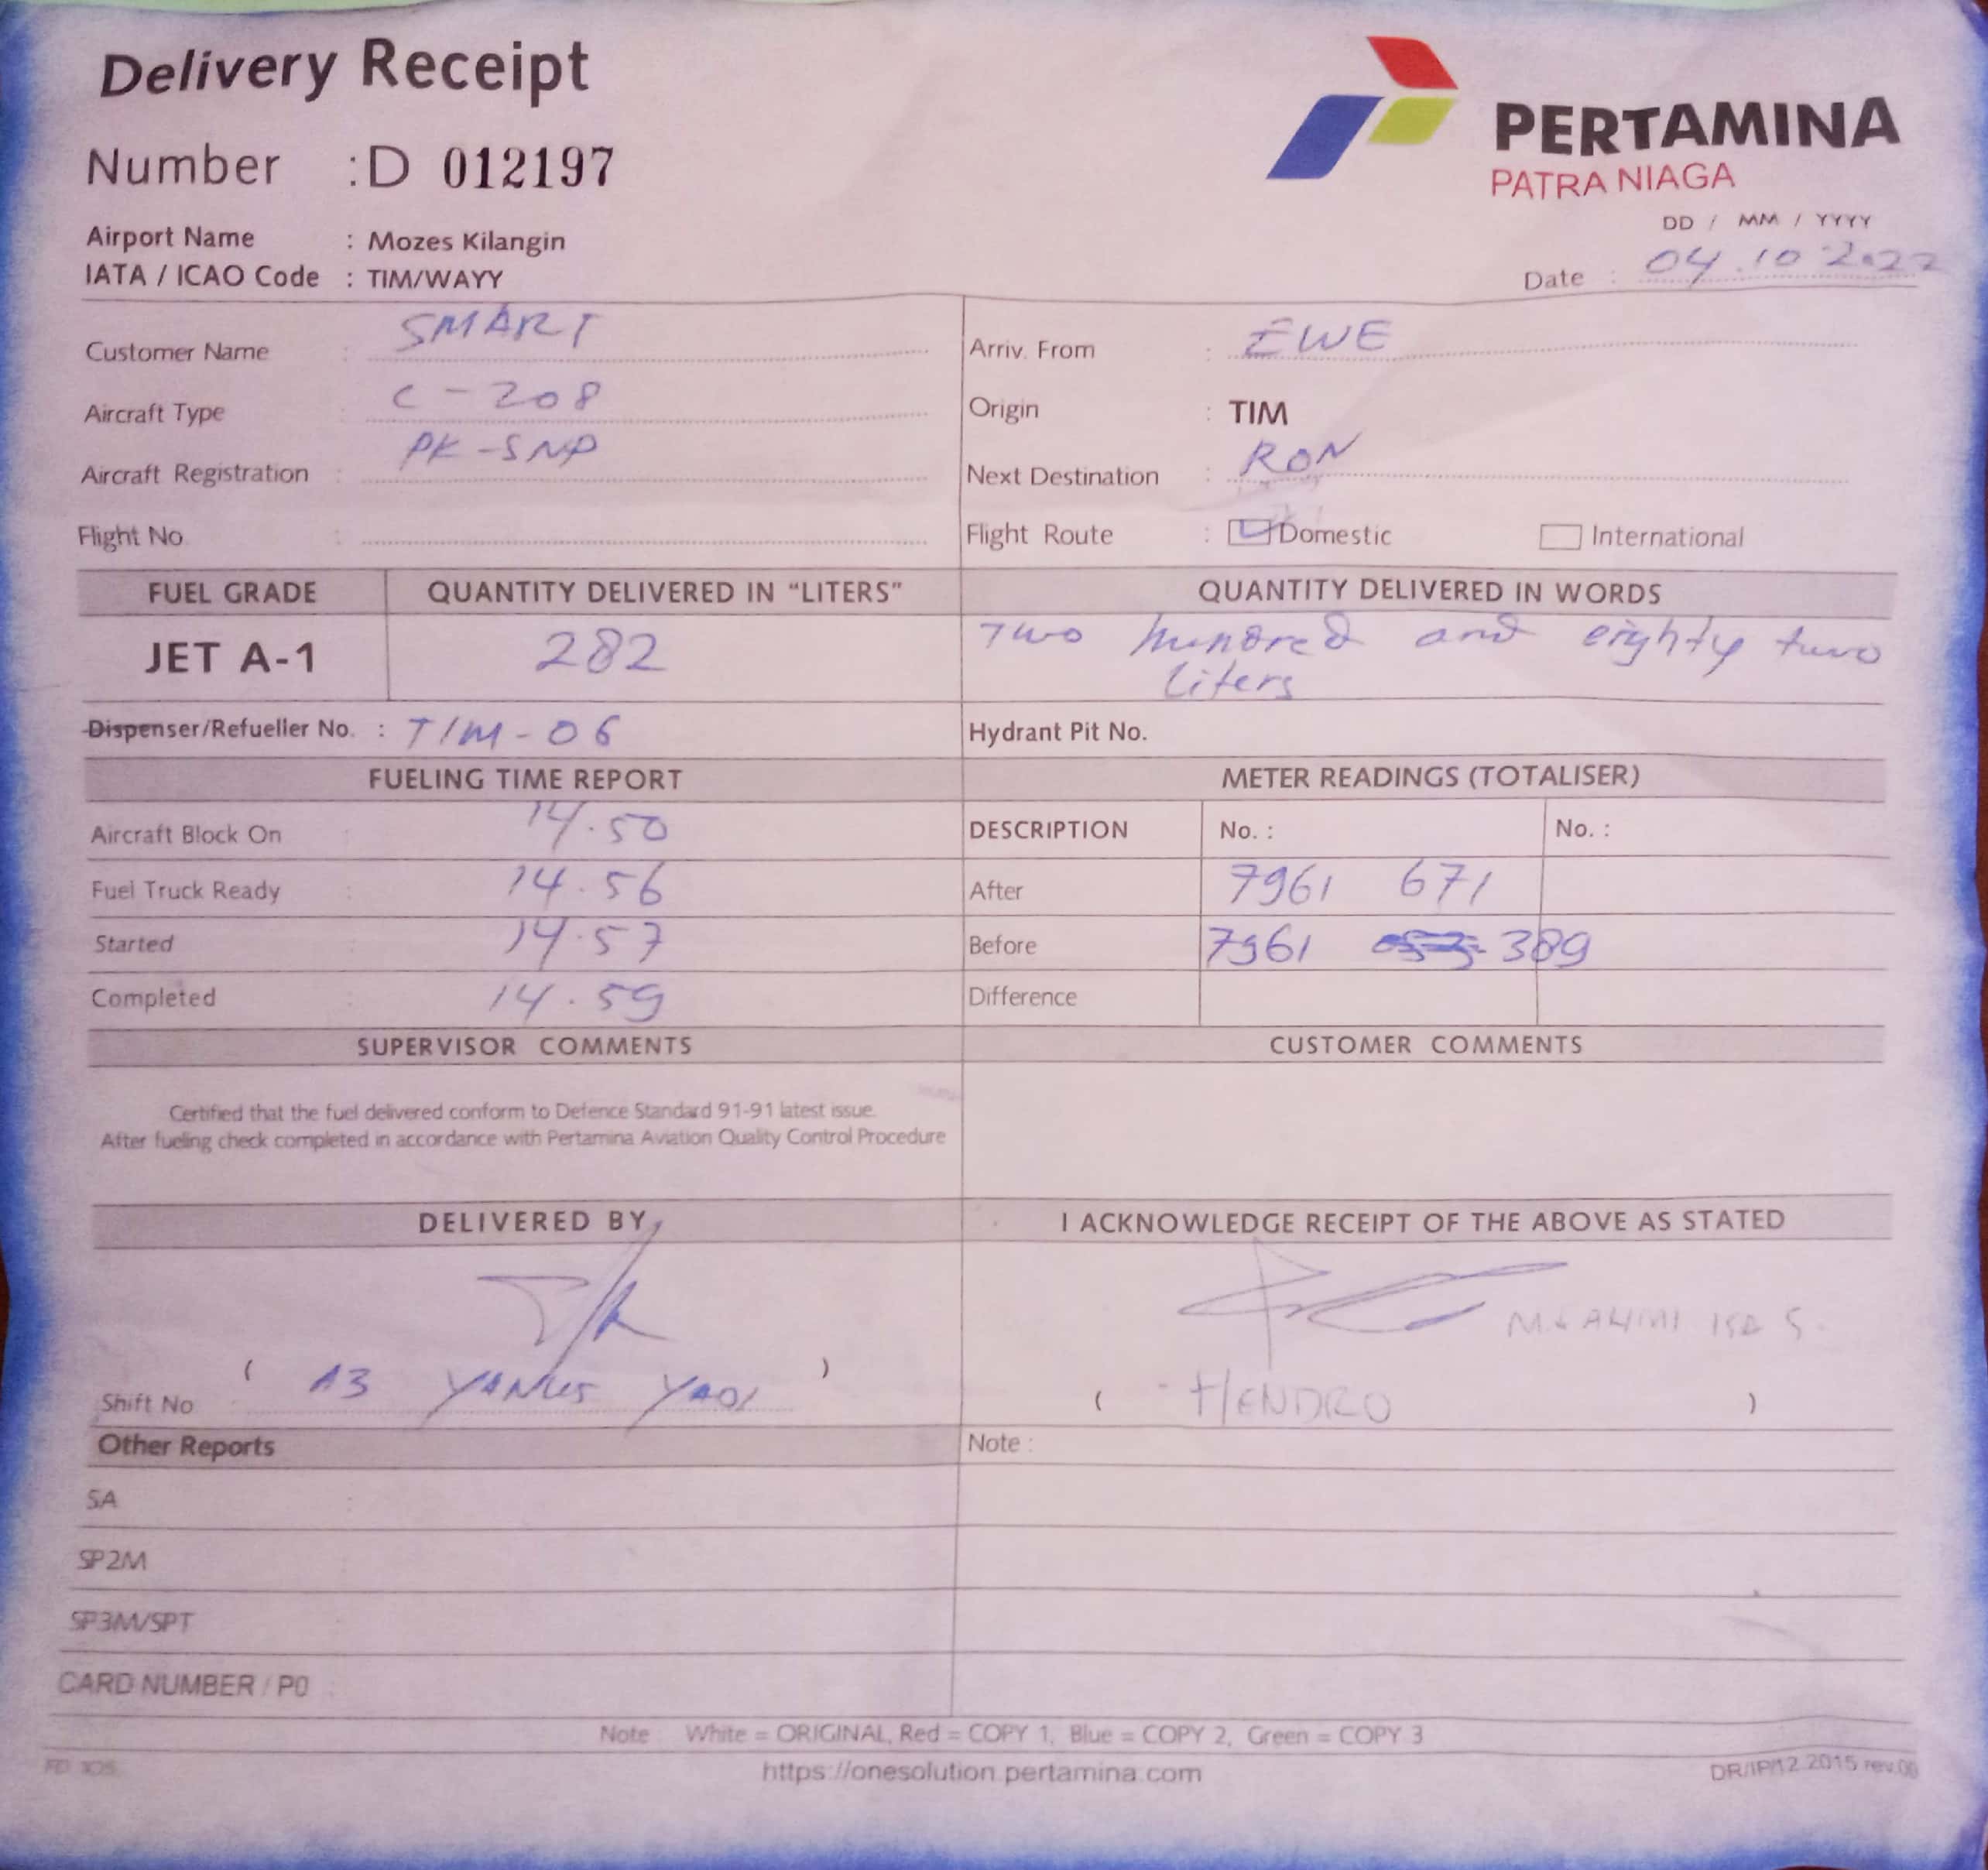 Delivery Receipt
PERTAMINA
PATRA NIAGA
Number :D 012197
DD / MM / YYYY
Date : 04.10 2022
Airport Name : Mozes Kilangin
IATA / ICAO Code : TIM/WAYY
Customer Name : SMART
Arriv. From : EWE
Aircraft Type : C-208
Origin : TIM
Aircraft Registration : PK-SNP
Next Destination : RON
Flight No :
Flight Route : Domestic International
FUEL GRADE QUANTITY DELIVERED IN "LITERS" QUANTITY DELIVERED IN WORDS
JET A-1 282 Two hundred and eighty two
liters
Dispenser/Refueller No. : TIM-06 Hydrant Pit No.
FUELING TIME REPORT METER READINGS (TOTALISER)
Aircraft Block On : 14.50 DESCRIPTION No. : No. :
Fuel Truck Ready : 14.56 After 7961 671
Started : 14.57 Before 7961 389
Completed : 14.59 Difference
SUPERVISOR COMMENTS CUSTOMER COMMENTS
Certified that the fuel delivered conform to Defence Standard 91-91 latest issue.
After fueling check completed in accordance with Pertamina Aviation Quality Control Procedure
DELIVERED BY I ACKNOWLEDGE RECEIPT OF THE ABOVE AS STATED
Shift No ( A3 YANUS )
( HENDRO )
Other Reports Note :
SA :
SP2M
SP3M/SPT
CARD NUMBER / PO
Note : White = ORIGINAL, Red = COPY 1, Blue = COPY 2, Green = COPY 3
https://onesolution.pertamina.com
DR/IP/12.2015 rev.00